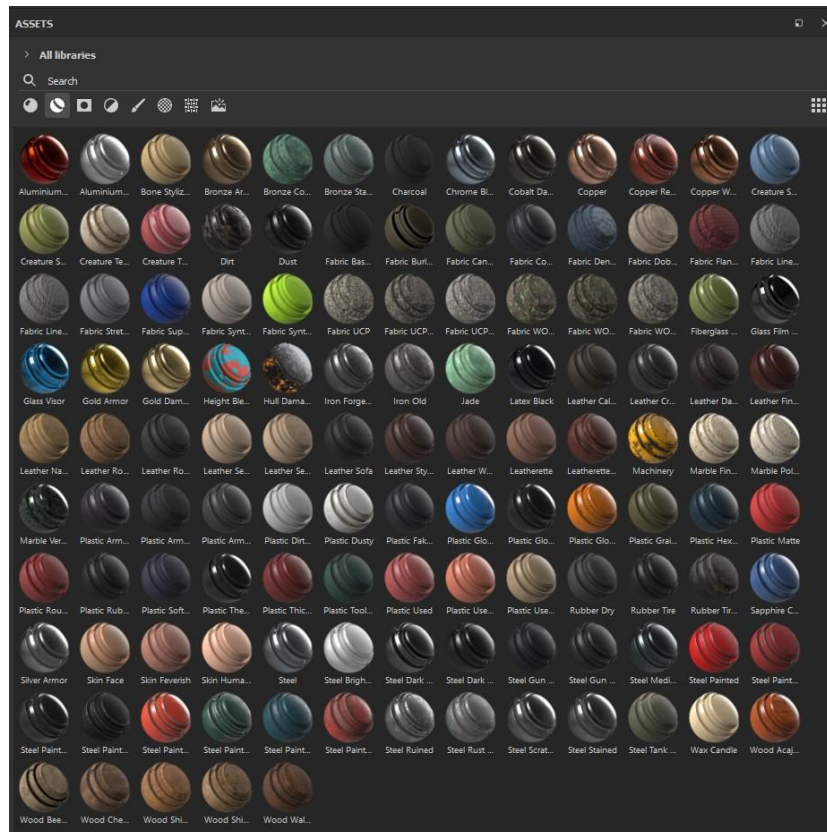 ASSETS
All libraries
Search
Aluminium... Aluminium... Bone Styliz... Bronze Ar... Bronze Co... Bronze Sta... Charcoal Chrome Bl... Cobalt Da... Copper Copper Re... Copper W... Creature S...
Creature S... Creature Te... Creature T... Dirt Dust Fabric Bas... Fabric Burl... Fabric Can... Fabric Co... Fabric Den... Fabric Dob... Fabric Flan... Fabric Line...
Fabric Line... Fabric Stret... Fabric Sup... Fabric Synt... Fabric Synt... Fabric UCP Fabric UCP... Fabric UCP... Fabric WO... Fabric WO... Fabric WO... Fiberglass ... Glass Film ...
Glass Visor Gold Armor Gold Dam... Height Ble... Hull Dama... Iron Forge... Iron Old Jade Latex Black Leather Cal... Leather Cr... Leather Da... Leather Fin...
Leather Na... Leather Ro... Leather Ro... Leather Se... Leather Se... Leather Sofa Leather Sty... Leather W... Leatherette Leatherette... Machinery Marble Fin... Marble Pol...
Marble Ver... Plastic Arm... Plastic Arm... Plastic Arm... Plastic Dirt... Plastic Dusty Plastic Fak... Plastic Glo... Plastic Glo... Plastic Glo... Plastic Grai... Plastic Hex... Plastic Matte
Plastic Rou... Plastic Rub... Plastic Soft... Plastic The... Plastic Thic... Plastic Tool... Plastic Used Plastic Use... Plastic Use... Rubber Dry Rubber Tire Rubber Tir... Sapphire C...
Silver Armor Skin Face Skin Feverish Skin Huma... Steel Steel Brigh... Steel Dark ... Steel Dark ... Steel Gun ... Steel Gun ... Steel Medi... Steel Painted Steel Paint...
Steel Paint... Steel Paint... Steel Paint... Steel Paint... Steel Paint... Steel Paint... Steel Ruined Steel Rust ... Steel Scrat... Steel Stained Steel Tank ... Wax Candle Wood Acaj...
Wood Bee... Wood Che... Wood Shi... Wood Shi... Wood Wal...